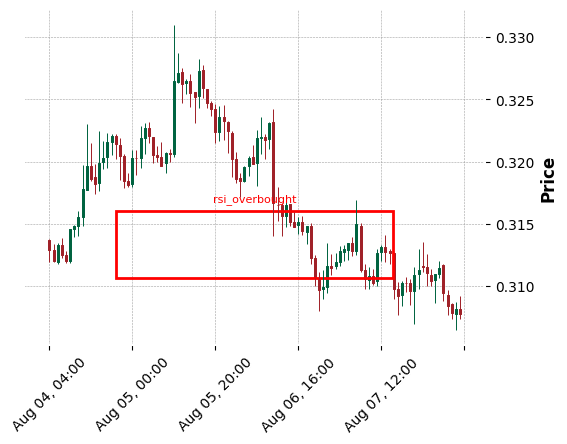 0.330
0.325
0.320
rsi_overbought
0.315
0.310
Price
Aug 04, 04:00
Aug 05, 00:00
Aug 05, 20:00
Aug 06, 16:00
Aug 07, 12:00